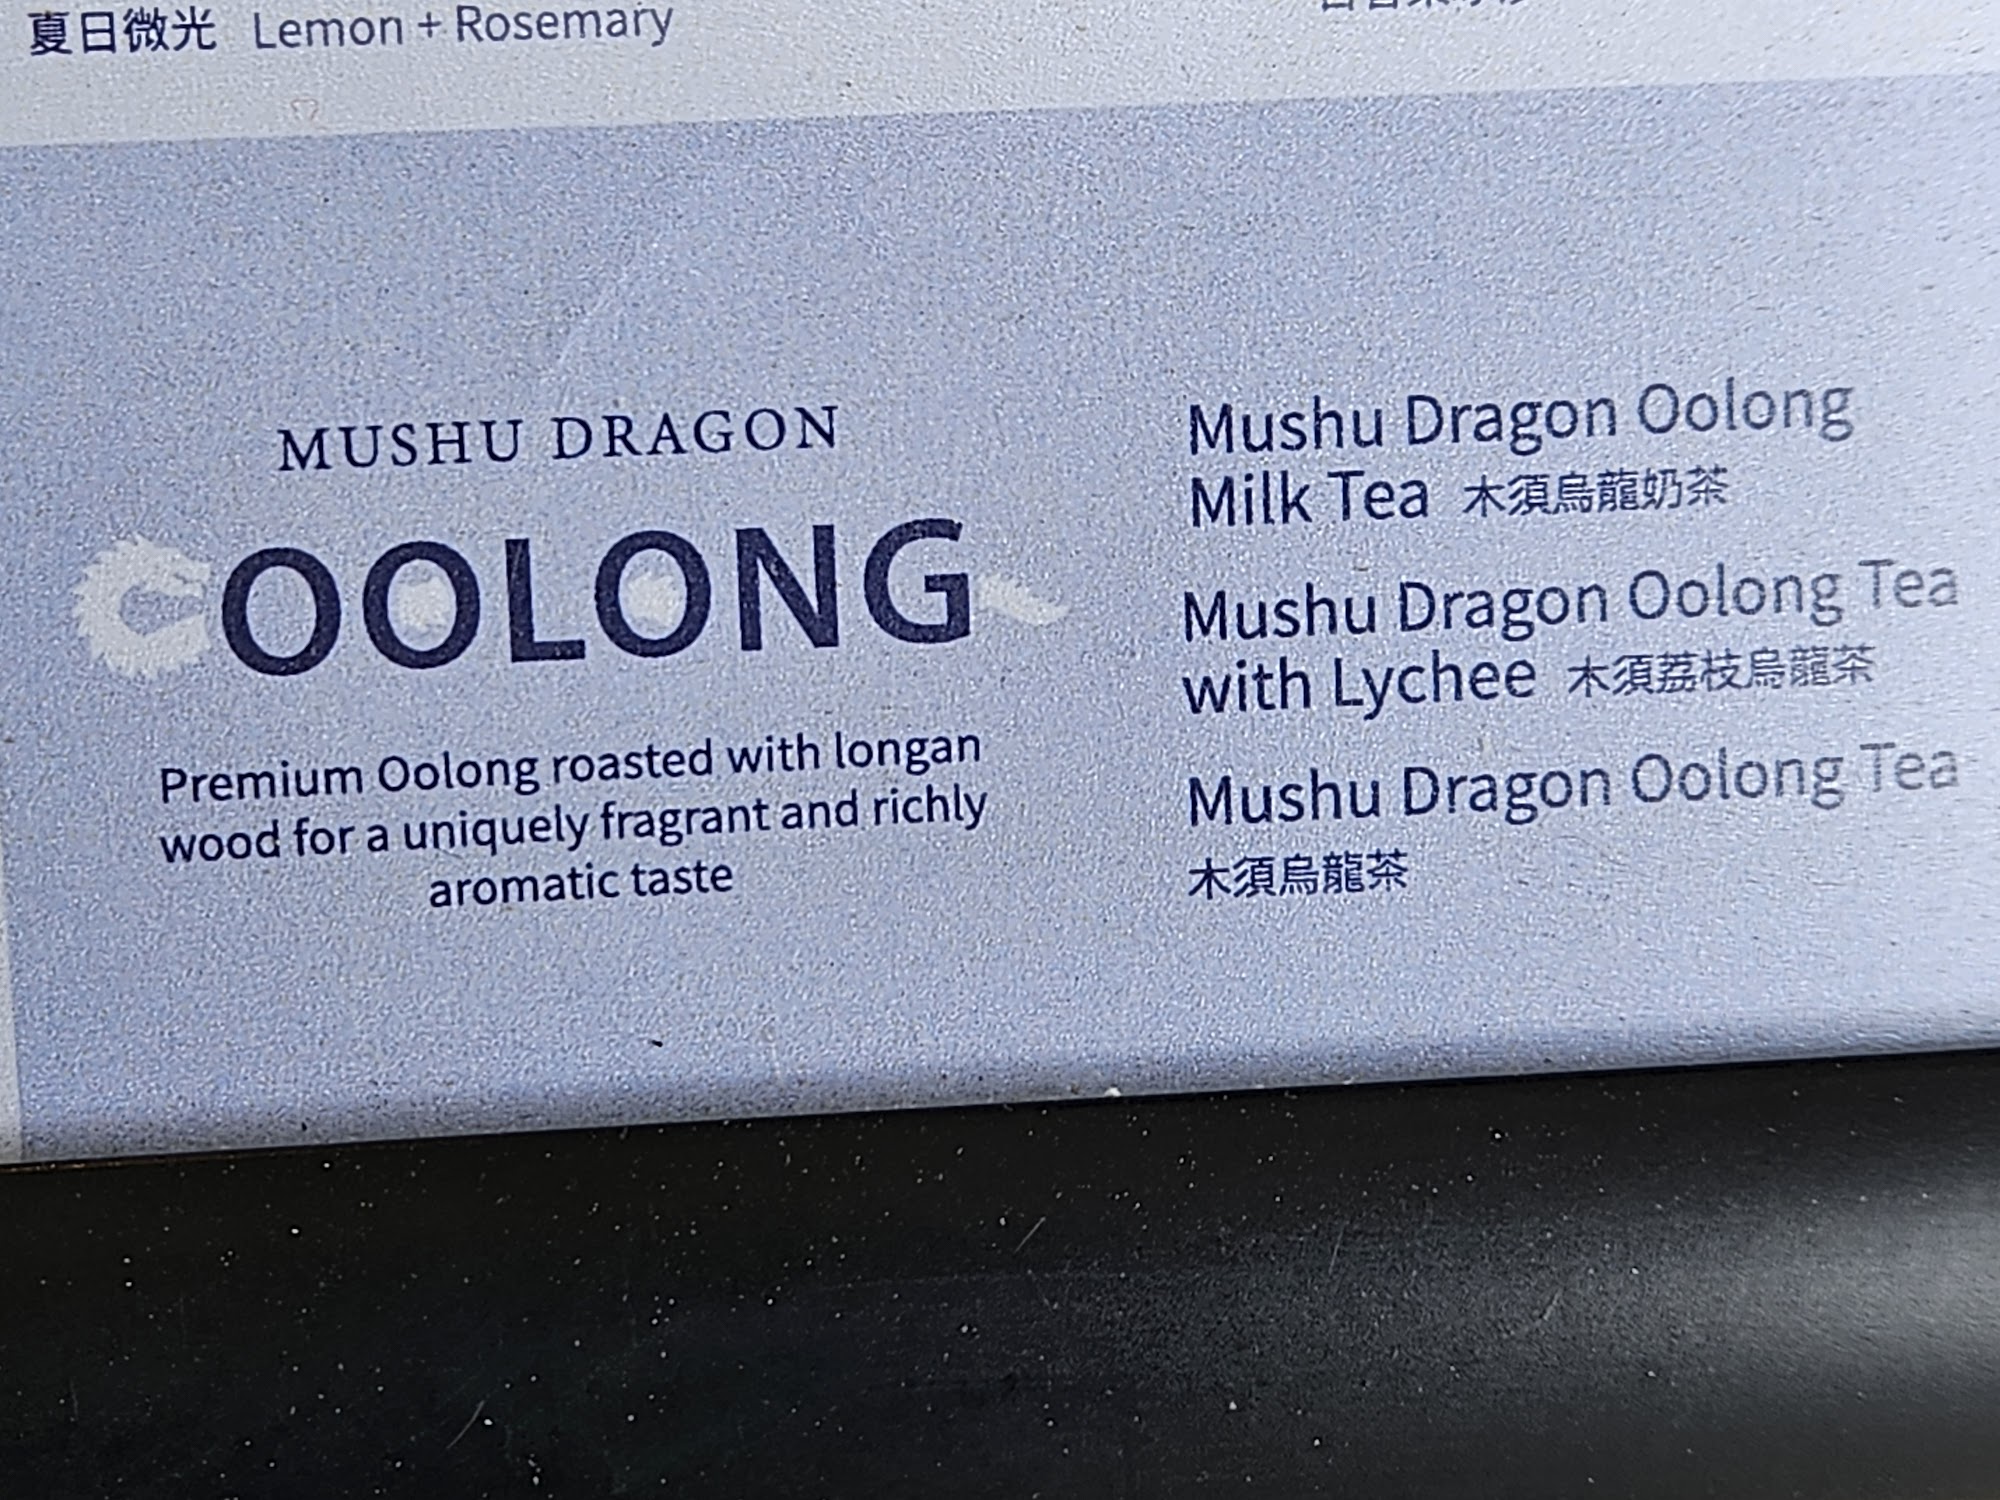 夏日微光 Lemon + Rosemary
MUSHU DRAGON
OOLONG
Premium Oolong roasted with longan
wood for a uniquely fragrant and richly
aromatic taste
Mushu Dragon Oolong
Milk Tea 木須烏龍奶茶
Mushu Dragon Oolong Tea
with Lychee 木須荔枝烏龍茶
Mushu Dragon Oolong Tea
木須烏龍茶